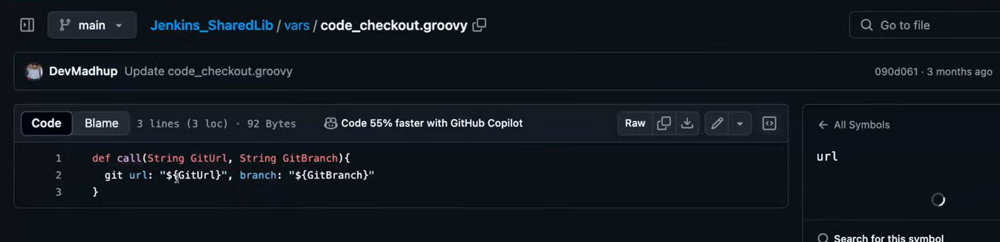 main Jenkins_SharedLib / vars / code_checkout.groovy Go to file
DevMadhup Update code_checkout.groovy 090d061 · 3 months ago
Code Blame 3 lines (3 loc) · 92 Bytes Code 55% faster with GitHub Copilot Raw
All Symbols
url
1 def call(String GitUrl, String GitBranch){
2 git url: "${GitUrl}", branch: "${GitBranch}"
3 }
Search for this symbol